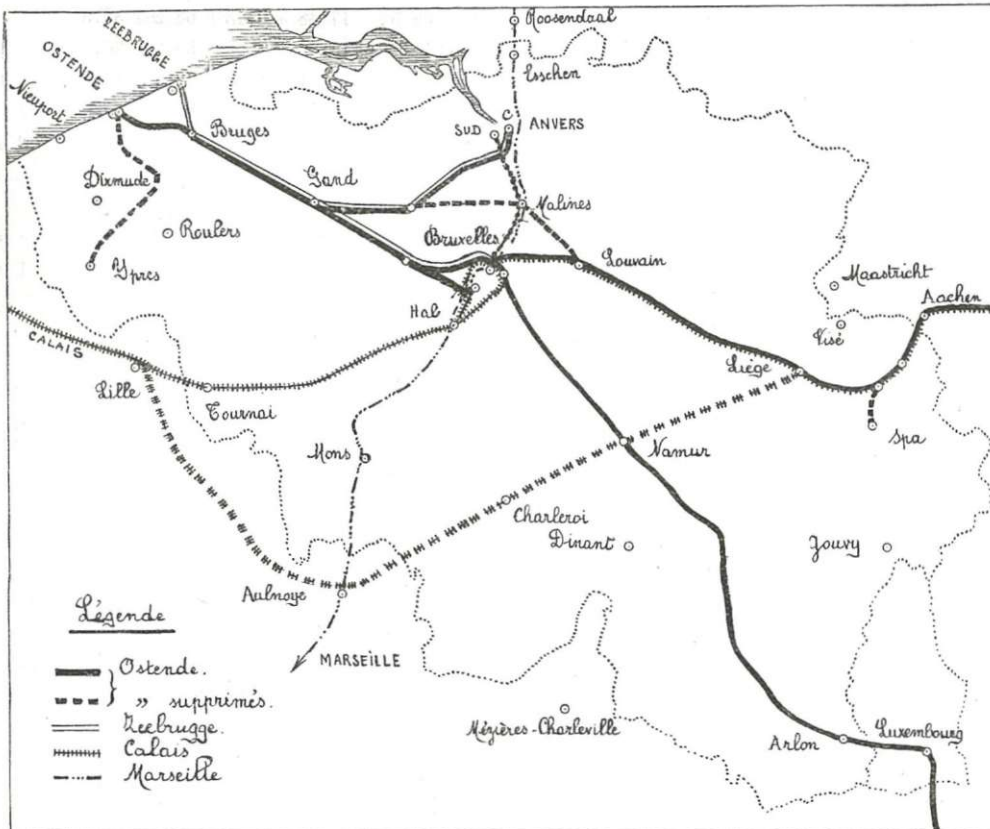 Roosendaal
Esschen
ZEEBRUGGE
OSTENDE
Nieuport
Bruges
SUD
C
ANVERS
Gand
Dixmude
Malines
Roulers
Bruxelles
Ypres
Louvain
Maastricht
Aachen
Hal
Visé
CALAIS
Liège
Lille
Tournai
Spa
Mons
Namur
Charleroi
Dinant
Gouvy
Aulnoye
Légende
MARSEILLE
Ostende.
„ supprimés.
Zeebrugge.
Calais
Marseille
Mézières-Charleville
Arlon
Luxembourg